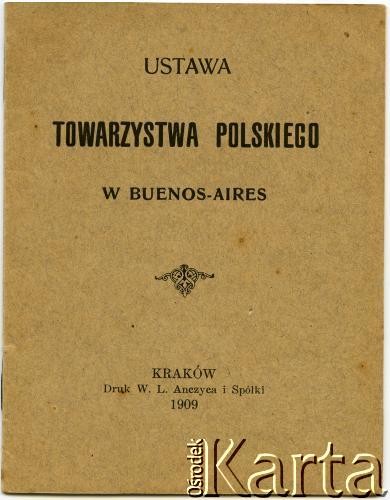 USTAWA
TOWARZYSTWA POLSKIEGO
W BUENOS-AIRES
KRAKÓW
Druk W. L. Anczyca i Spółki
1909
Ośrodek
Karta